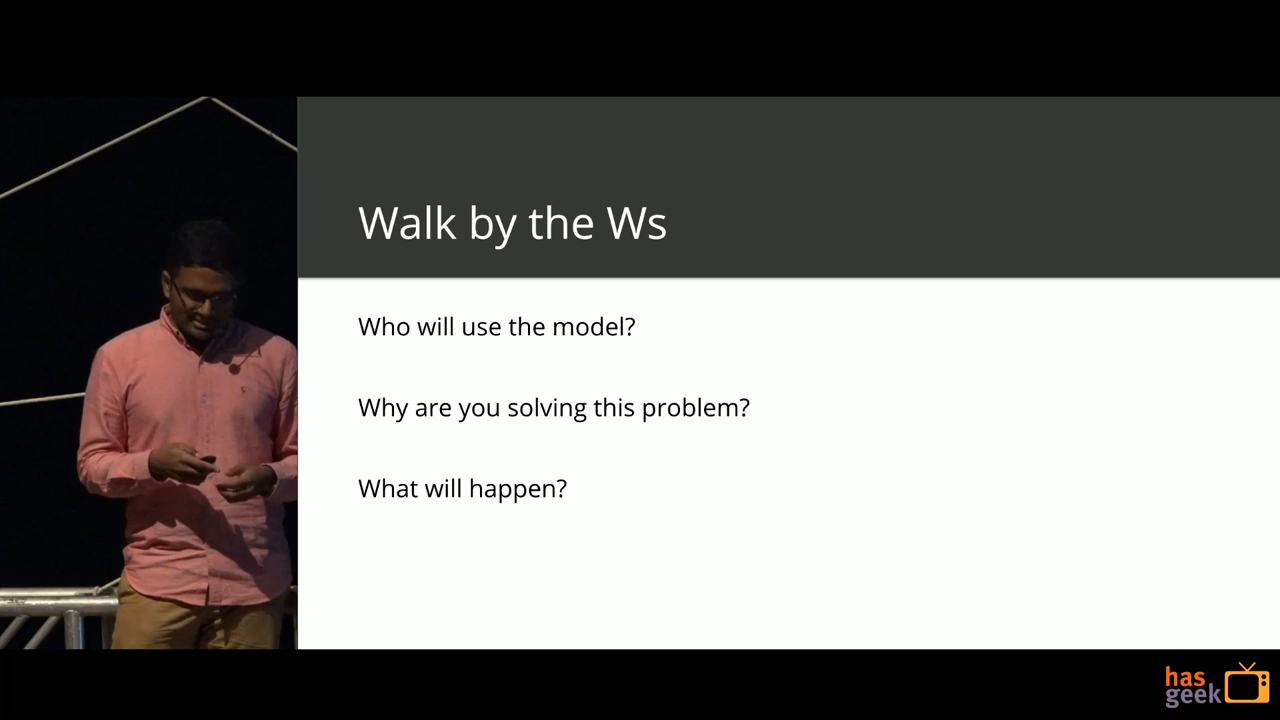 Walk by the Ws
Who will use the model?
Why are you solving this problem?
What will happen?
has
geek